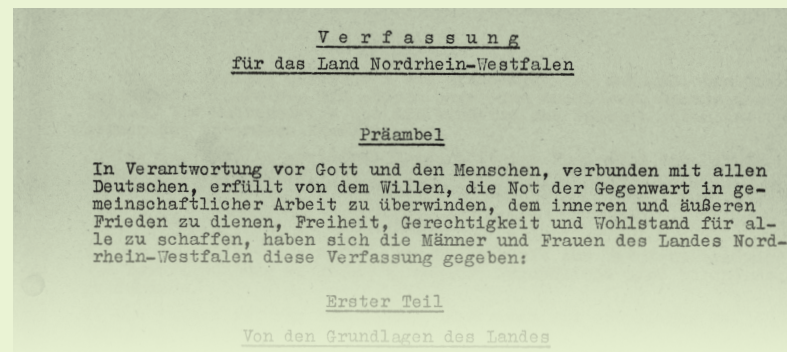 Verfassung
für das Land Nordrhein-Westfalen
Präambel
In Verantwortung vor Gott und den Menschen, verbunden mit allen
Deutschen, erfüllt von dem Willen, die Not der Gegenwart in ge-
meinschaftlicher Arbeit zu überwinden, dem inneren und äußeren
Frieden zu dienen, Freiheit, Gerechtigkeit und Wohlstand für al-
le zu schaffen, haben sich die Männer und Frauen des Landes Nord-
rhein-Westfalen diese Verfassung gegeben:
Erster Teil
Von den Grundlagen des Landes